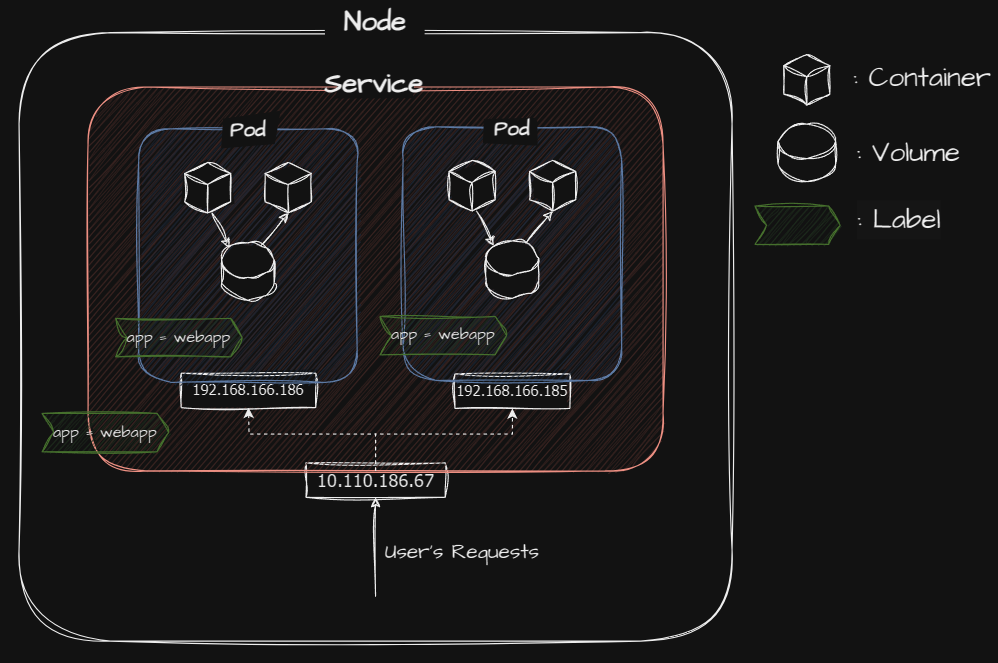 Node
Service
Pod
Pod
app = webapp
app = webapp
192.168.166.186
192.168.166.185
app = webapp
10.110.186.67
User's Requests
: Container
: Volume
: Label